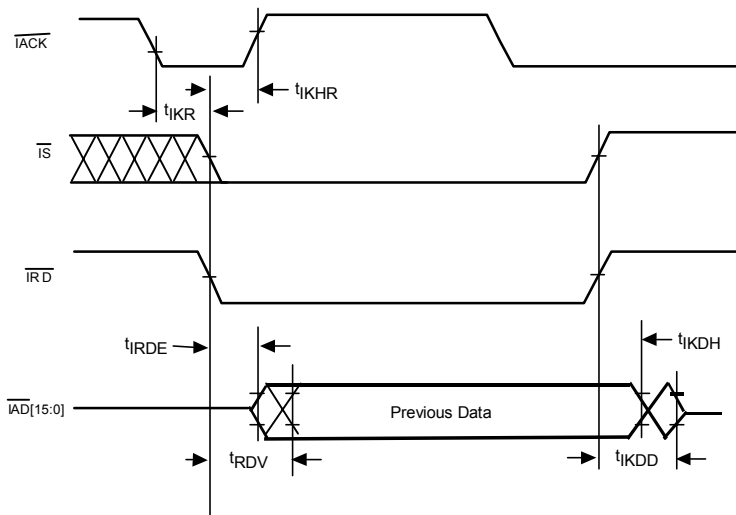 IACK
tIKHR
tIKR
IS
IRD
tIRDE
tIKDH
IAD[15:0]
Previous Data
tRDV
tIKDD